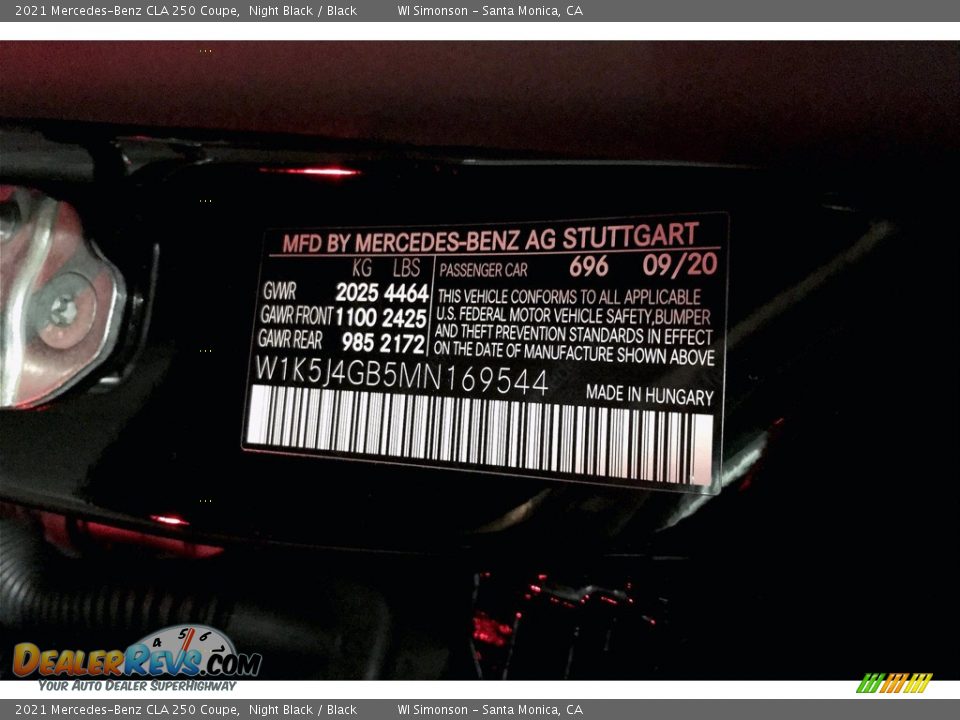 2021 Mercedes-Benz CLA 250 Coupe, Night Black / Black WI Simonson - Santa Monica, CA
MFD BY MERCEDES-BENZ AG STUTTGART
KG LBS
GVWR 2025 4464
GAWR FRONT 1100 2425
GAWR REAR 985 2172
PASSENGER CAR 696 09/20
THIS VEHICLE CONFORMS TO ALL APPLICABLE
U.S. FEDERAL MOTOR VEHICLE SAFETY,BUMPER
AND THEFT PREVENTION STANDARDS IN EFFECT
ON THE DATE OF MANUFACTURE SHOWN ABOVE
W1K5J4GB5MN169544
MADE IN HUNGARY
4 5 6
DEALERREVS.COM
YOUR AUTO DEALER SUPERHIGHWAY
2021 Mercedes-Benz CLA 250 Coupe, Night Black / Black WI Simonson - Santa Monica, CA